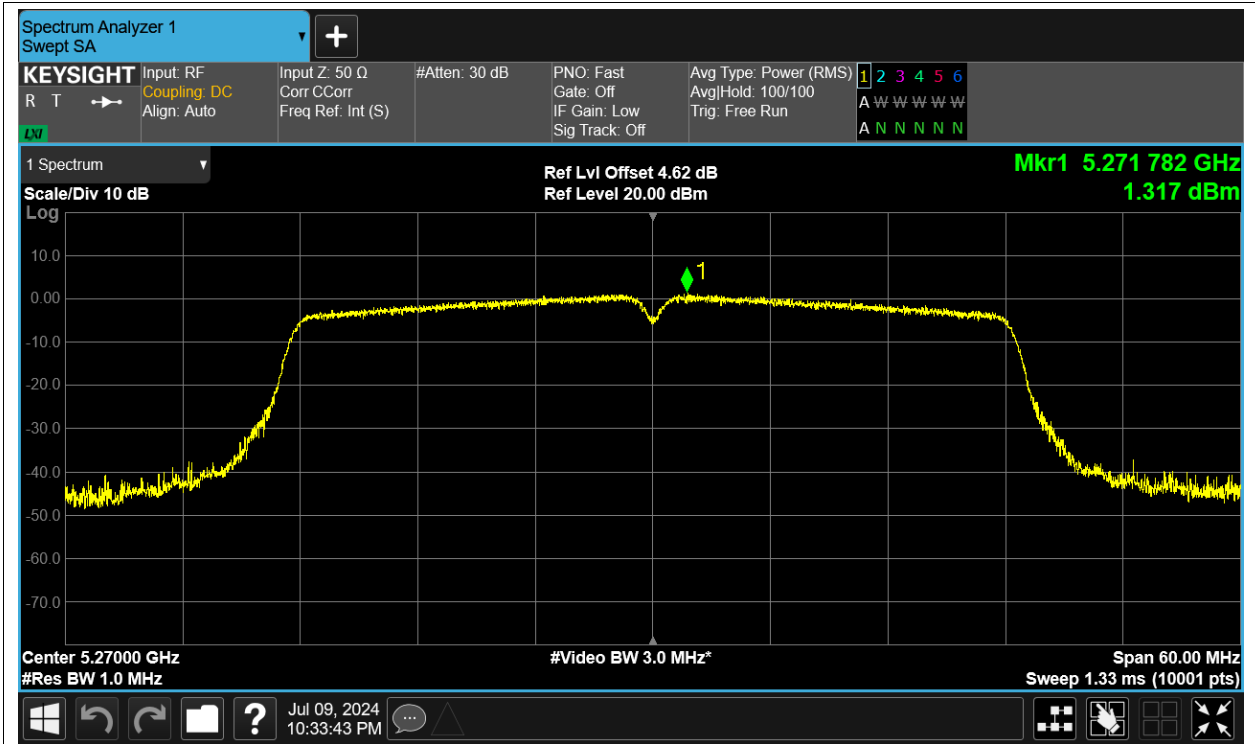 Spectrum Analyzer 1
Swept SA
KEYSIGHT
R T
LXI
Input: RF
Coupling: DC
Align: Auto
Input Z: 50 Ω
Corr CCorr
Freq Ref: Int (S)
#Atten: 30 dB
PNO: Fast
Gate: Off
IF Gain: Low
Sig Track: Off
Avg Type: Power (RMS)
Avg|Hold: 100/100
Trig: Free Run
1 2 3 4 5 6
A W W W W W
A N N N N N
1 Spectrum
Scale/Div 10 dB
Log
Ref Lvl Offset 4.62 dB
Ref Level 20.00 dBm
Mkr1 5.271 782 GHz
1.317 dBm
1
10.0
0.00
-10.0
-20.0
-30.0
-40.0
-50.0
-60.0
-70.0
Center 5.27000 GHz
#Res BW 1.0 MHz
#Video BW 3.0 MHz*
Span 60.00 MHz
Sweep 1.33 ms (10001 pts)
?
Jul 09, 2024
10:33:43 PM